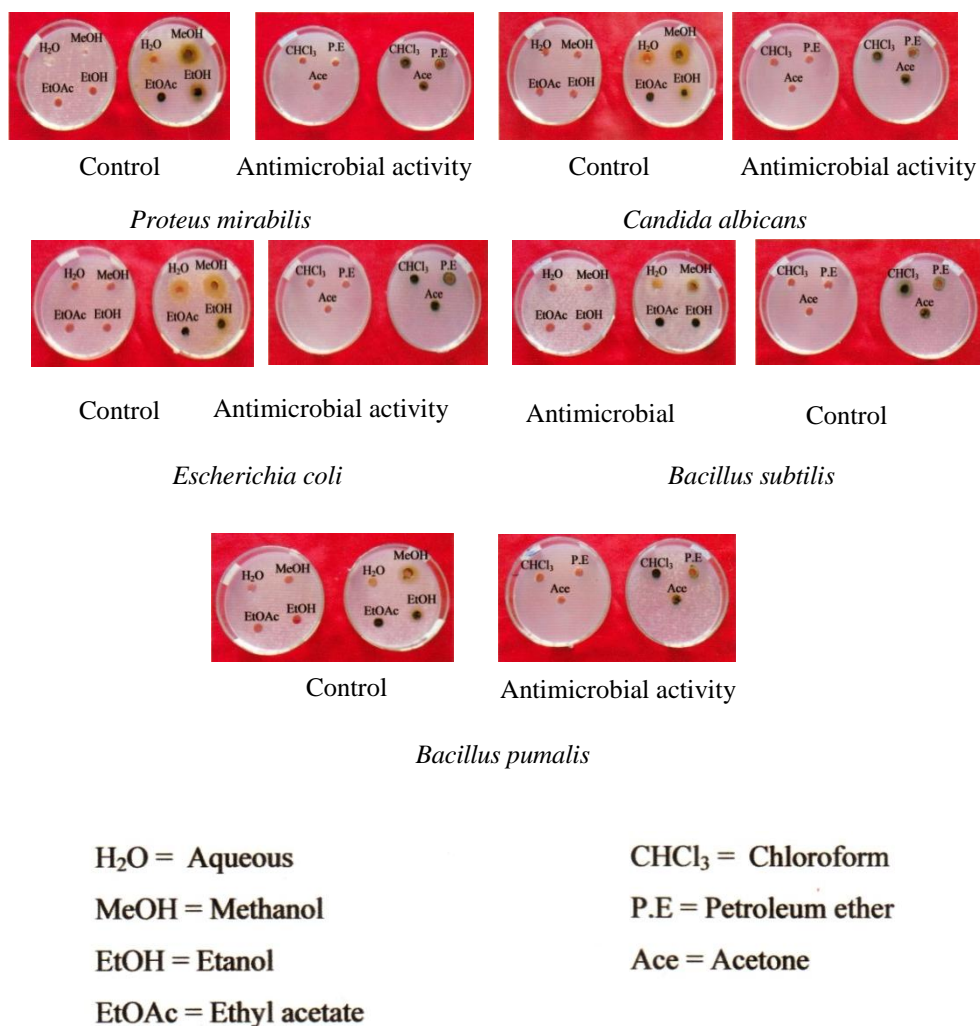 H₂O MeOH EtOAc EtOH
H₂O MeOH EtOAc EtOH
CHCl₃ P.E Ace
CHCl₃ P.E Ace
H₂O MeOH EtOAc EtOH
H₂O MeOH EtOAc EtOH
CHCl₃ P.E Ace
CHCl₃ P.E Ace
Control Antimicrobial activity Control Antimicrobial activity
Proteus mirabilis Candida albicans
H₂O MeOH EtOAc EtOH
H₂O MeOH EtOAc EtOH
CHCl₃ P.E Ace
CHCl₃ P.E Ace
H₂O MeOH EtOAc EtOH
H₂O MeOH EtOAc EtOH
CHCl₃ P.E Ace
CHCl₃ P.E Ace
Control Antimicrobial activity Antimicrobial Control
Escherichia coli Bacillus subtilis
H₂O MeOH EtOAc EtOH
H₂O MeOH EtOAc EtOH
CHCl₃ P.E Ace
CHCl₃ P.E Ace
Control Antimicrobial activity
Bacillus pumalis
H₂O = Aqueous
MeOH = Methanol
EtOH = Etanol
EtOAc = Ethyl acetate
CHCl₃ = Chloroform
P.E = Petroleum ether
Ace = Acetone